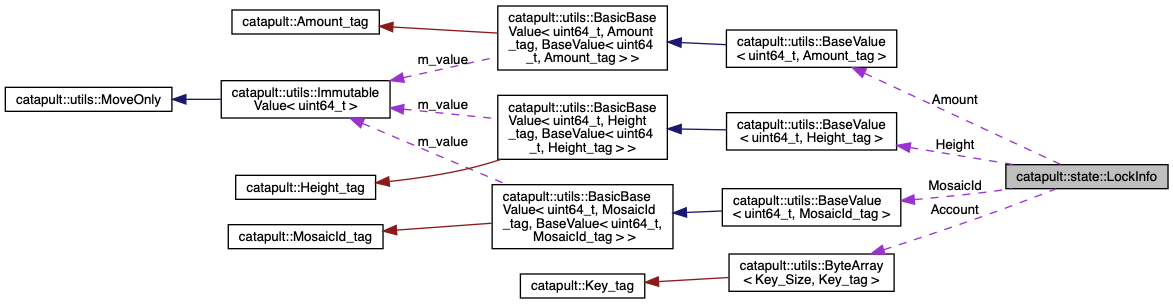 catapult::Amount_tag
catapult::utils::BasicBase
Value< uint64_t, Amount
_tag, BaseValue< uint64
_t, Amount_tag > >
catapult::utils::BaseValue
< uint64_t, Amount_tag >
m_value
catapult::utils::MoveOnly
catapult::utils::Immutable
Value< uint64_t >
m_value
catapult::utils::BasicBase
Value< uint64_t, Height
_tag, BaseValue< uint64
_t, Height_tag > >
catapult::utils::BaseValue
< uint64_t, Height_tag >
Amount
Height
m_value
catapult::Height_tag
catapult::state::LockInfo
catapult::utils::BasicBase
Value< uint64_t, MosaicId
_tag, BaseValue< uint64_t,
MosaicId_tag > >
catapult::utils::BaseValue
< uint64_t, MosaicId_tag >
MosaicId
Account
catapult::MosaicId_tag
catapult::utils::ByteArray
< Key_Size, Key_tag >
catapult::Key_tag